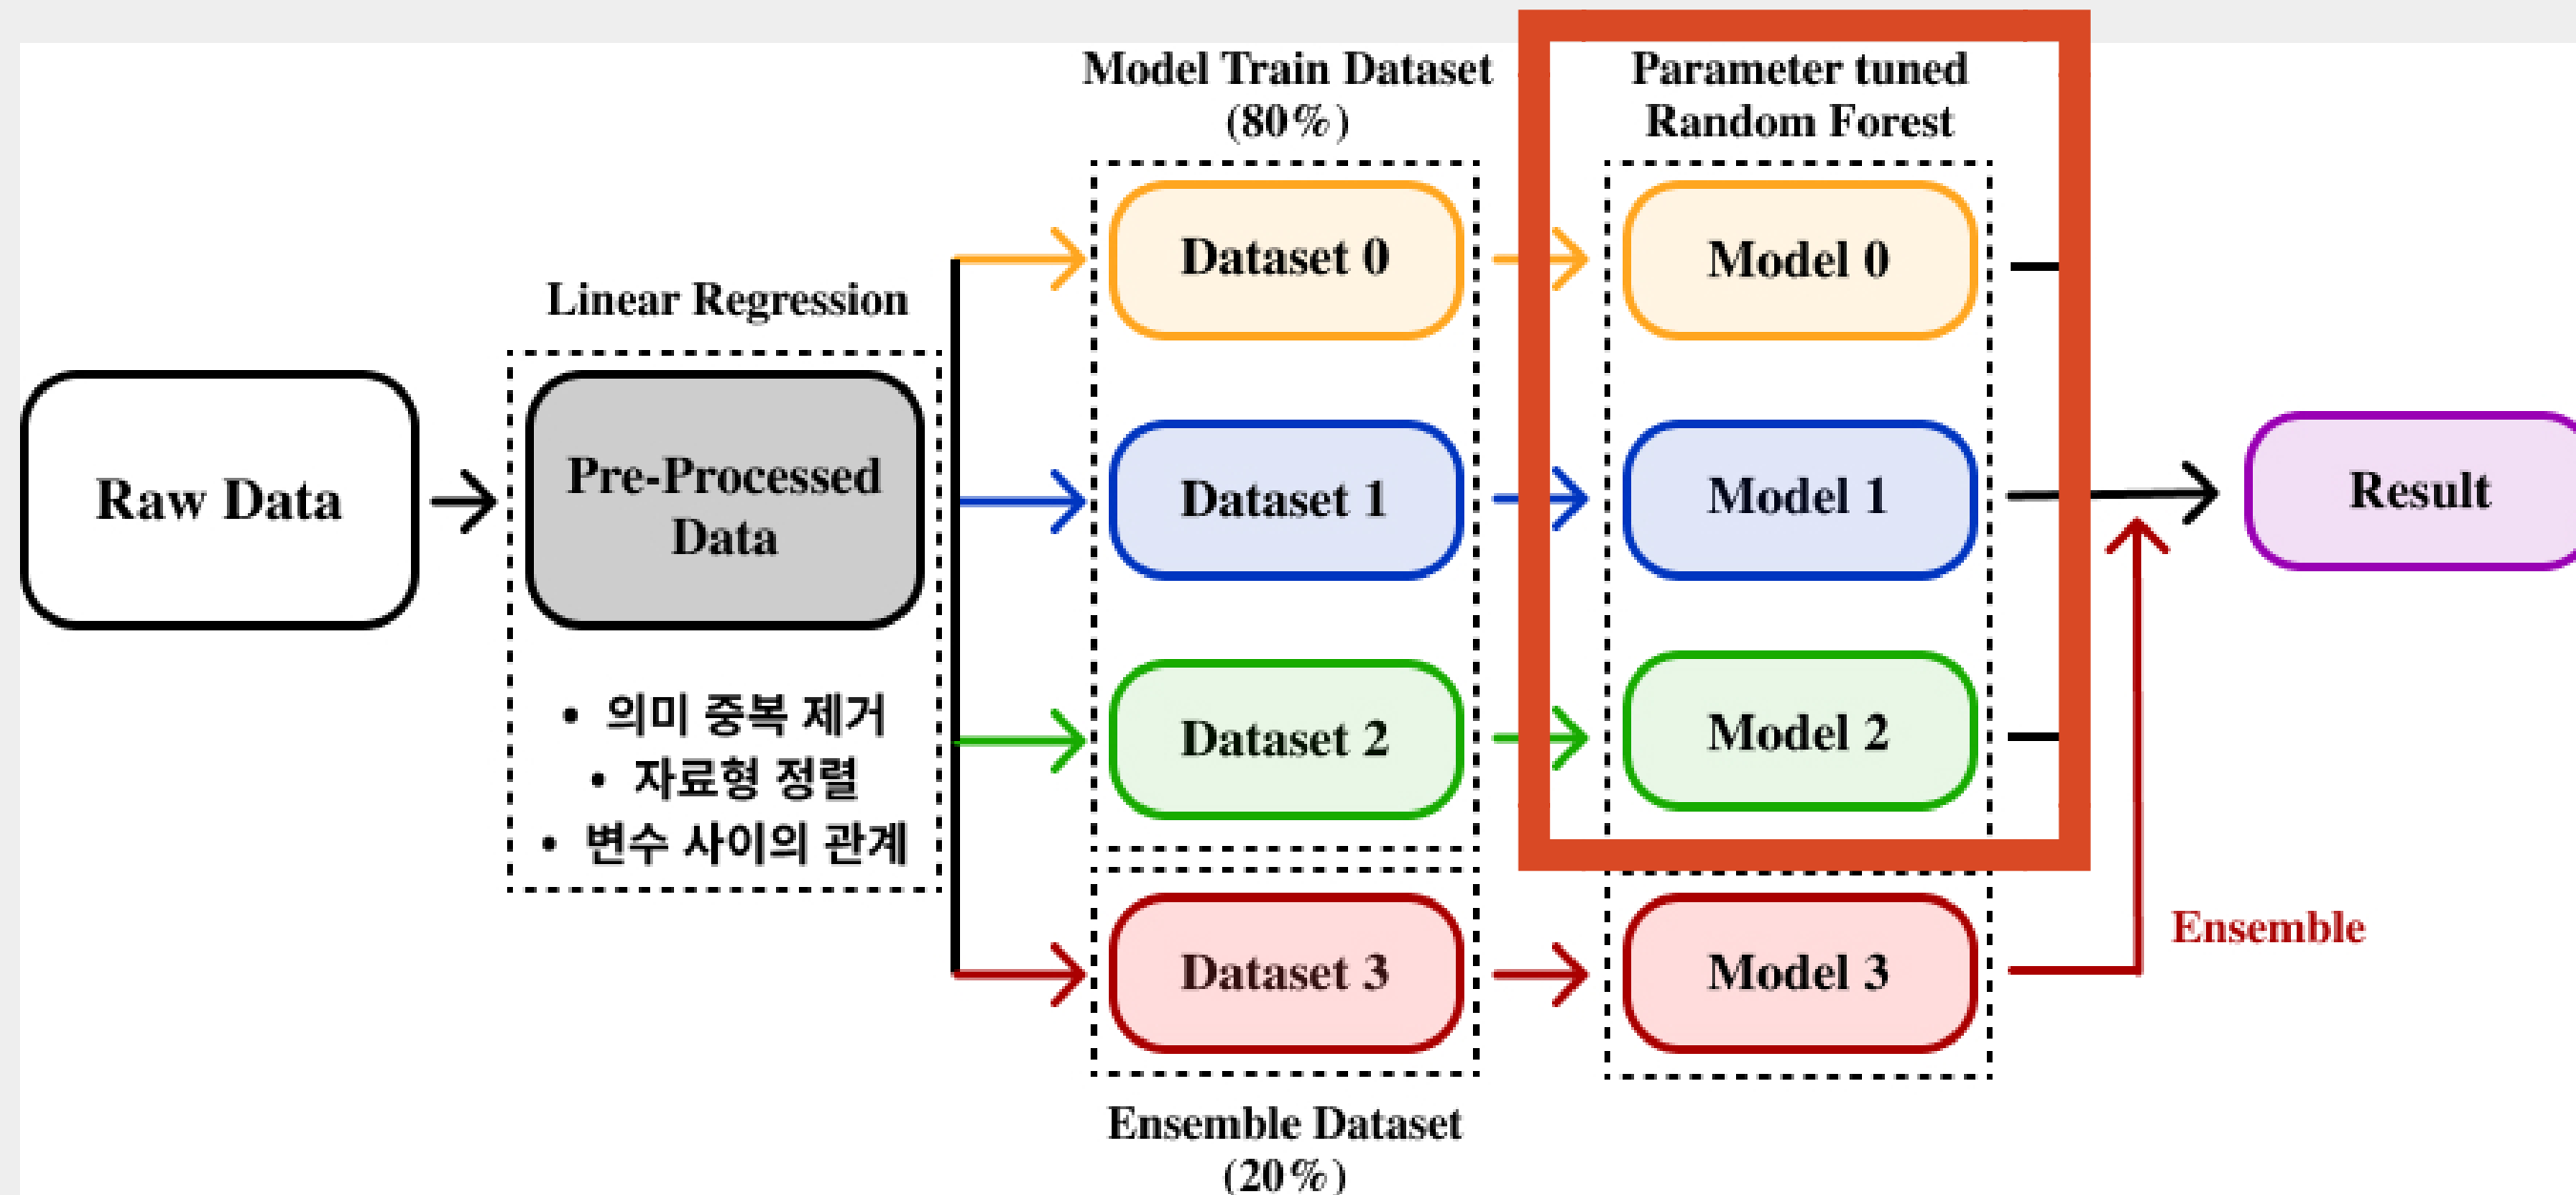 Raw Data
Linear Regression
Pre-Processed
Data
• 의미 중복 제거
• 자료형 정렬
• 변수 사이의 관계
Model Train Dataset
(80%)
Dataset 0
Dataset 1
Dataset 2
Dataset 3
Ensemble Dataset
(20%)
Parameter tuned
Random Forest
Model 0
Model 1
Model 2
Model 3
Ensemble
Result